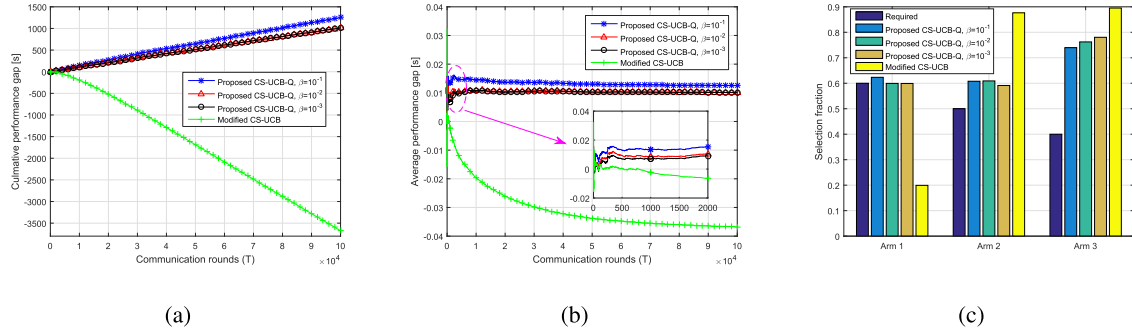 1500
1000
500
0
-500
-1000
-1500
-2000
-2500
-3000
-3500
Culmative performance gap [s]
0 1 2 3 4 5 6 7 8 9 10
Communication rounds (T)
×10⁴
Proposed CS-UCB-Q, β=10⁻¹
Proposed CS-UCB-Q, β=10⁻²
Proposed CS-UCB-Q, β=10⁻³
Modified CS-UCB
(a)
0.04
0.03
0.02
0.01
0
-0.01
-0.02
-0.03
-0.04
Average performance gap [s]
0 1 2 3 4 5 6 7 8 9 10
Communication rounds (T)
×10⁴
Proposed CS-UCB-Q, β=10⁻¹
Proposed CS-UCB-Q, β=10⁻²
Proposed CS-UCB-Q, β=10⁻³
Modified CS-UCB
0.04
0.02
0
0.02
0 500 1000 1500 2000
(b)
0.9
0.8
0.7
0.6
0.5
0.4
0.3
0.2
0.1
0
Selection fraction
Required
Proposed CS-UCB-Q, β=10⁻¹
Proposed CS-UCB-Q, β=10⁻²
Proposed CS-UCB-Q, β=10⁻³
Modified CS-UCB
Arm 1 Arm 2 Arm 3
(c)